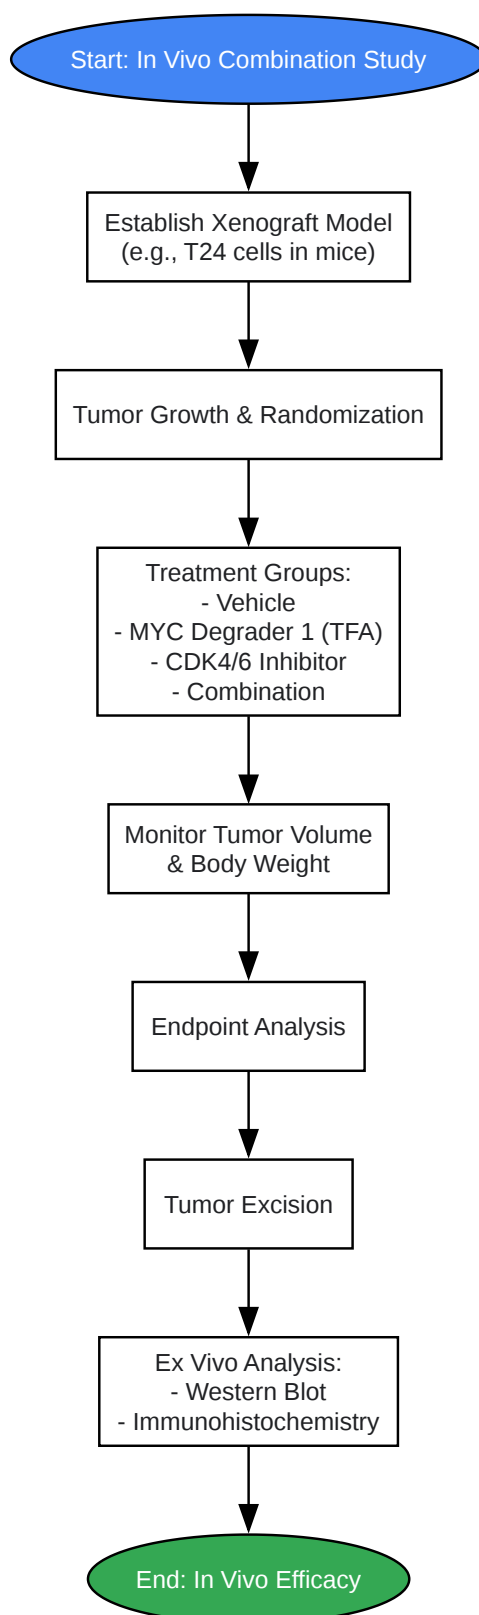 Start: In Vivo Combination Study
Establish Xenograft Model
(e.g., T24 cells in mice)
Tumor Growth & Randomization
Treatment Groups:
- Vehicle
- MYC Degrader 1 (TFA)
- CDK4/6 Inhibitor
- Combination
Monitor Tumor Volume
& Body Weight
Endpoint Analysis
Tumor Excision
Ex Vivo Analysis:
- Western Blot
- Immunohistochemistry
End: In Vivo Efficacy